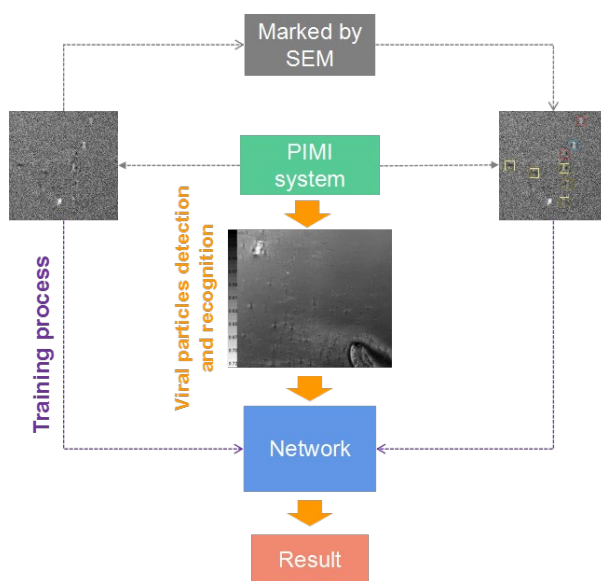 Marked by
SEM
PIMI
system
Viral particles detection
and recognition
Training process
Network
Result